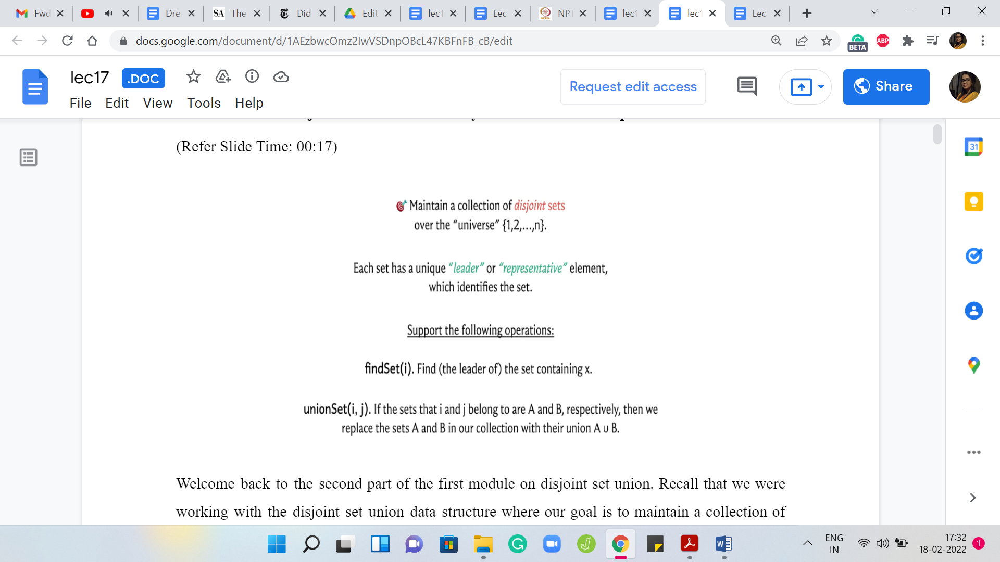 Fwd
Dre
SA The
Did
Edit
lec1
Lec
NPT
lec1
lec1
Lec
docs.google.com/document/d/1AEzbwcOmz2IwVSDnpOBcL47KBFnFB_cB/edit
BETA
ABP
lec17 .DOC
Request edit access
Share
File Edit View Tools Help
(Refer Slide Time: 00:17)
31
Maintain a collection of disjoint sets
over the “universe” {1,2,...,n}.
Each set has a unique “leader” or “representative” element,
which identifies the set.
Support the following operations:
findSet(i). Find (the leader of) the set containing x.
unionSet(i, j). If the sets that i and j belong to are A and B, respectively, then we
replace the sets A and B in our collection with their union A ∪ B.
Welcome back to the second part of the first module on disjoint set union. Recall that we were
working with the disjoint set union data structure where our goal is to maintain a collection of
ENG
IN
17:32
18-02-2022
1